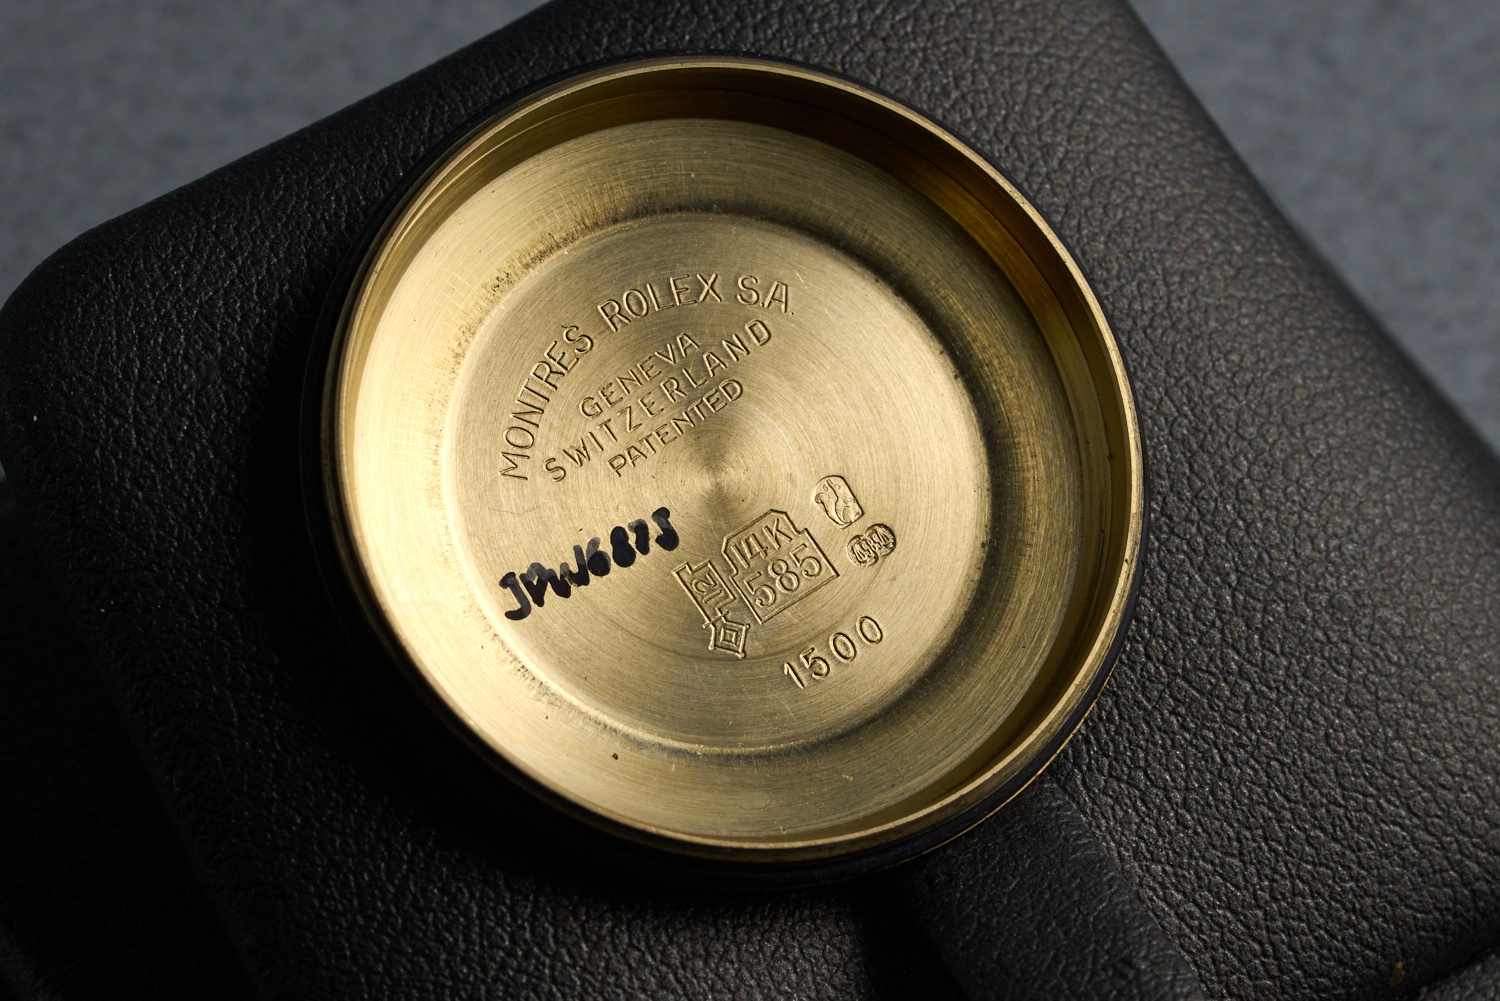 MONTRES ROLEX S.A.
GENEVA
SWITZERLAND
PATENTED
14K
585
1500